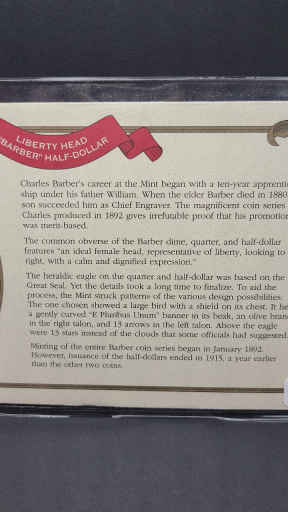 LIBERTY HEAD
"BARBER" HALF-DOLLAR
Charles Barber's career at the Mint began with a ten-year apprenti
ship under his father William. When the elder Barber died in 1880
son succeeded him as Chief Engraver. The magnificent coin series
Charles produced in 1892 gives irrefutable proof that his promotion
was merit-based.
The common obverse of the Barber dime, quarter, and half-dollar
features "an ideal female head, representative of liberty, looking to
right, with a calm and dignified expression."
The heraldic eagle on the quarter and half-dollar was based on the
Great Seal. Yet the details took a long time to finalize. To aid the
process, the Mint struck patterns of the various design possibilities.
The one chosen showed a large bird with a shield on its chest. It he
a gently curved "E Pluribus Unum" banner in its beak, an olive bran
in the right talon, and 13 arrows in the left talon. Above the eagle
were 13 stars instead of the clouds that some officials had suggested.
Minting of the entire Barber coin series began in January 1892.
However, issuance of the half-dollars ended in 1915, a year earlier
than the other two coins.